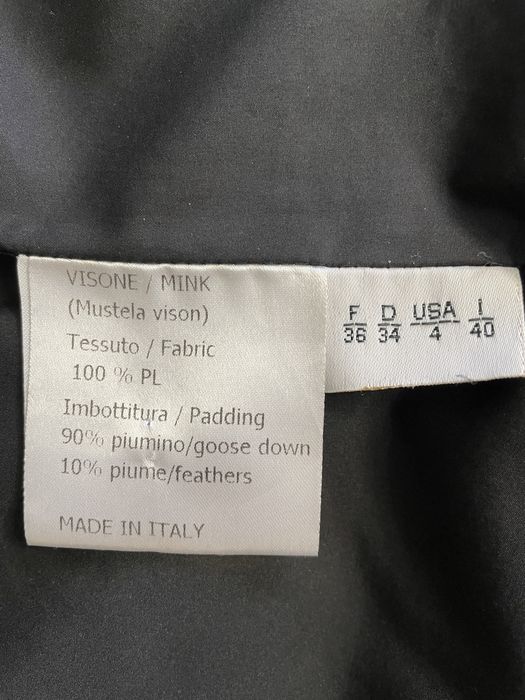 VISONE / MINK
(Mustela vison)
Tessuto / Fabric
100 % PL
Imbottitura / Padding
90% piumino/goose down
10% piume/feathers
MADE IN ITALY
F D USA I
36 34 4 40